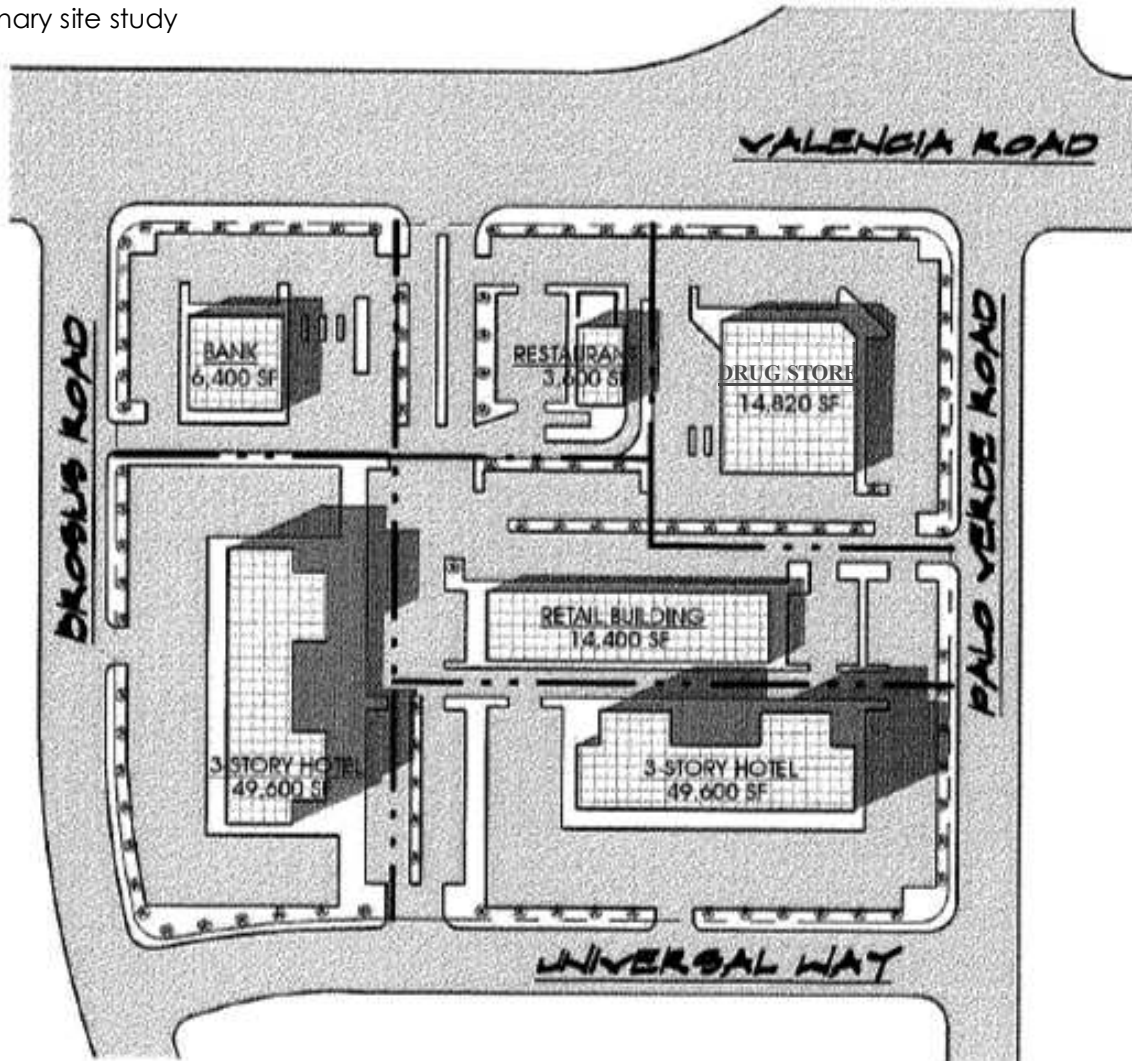 nary site study
VALENCIA ROAD
BROSIUS ROAD
BANK
6,400 SF
RESTAURAN
3,600 SF
DRUG STORE
14,820 SF
PALO VERDE ROAD
RETAIL BUILDING
14,400 SF
3-STORY HOTEL
49,600 SF
3-STORY HOTEL
49,600 SF
UNIVERSAL WAY